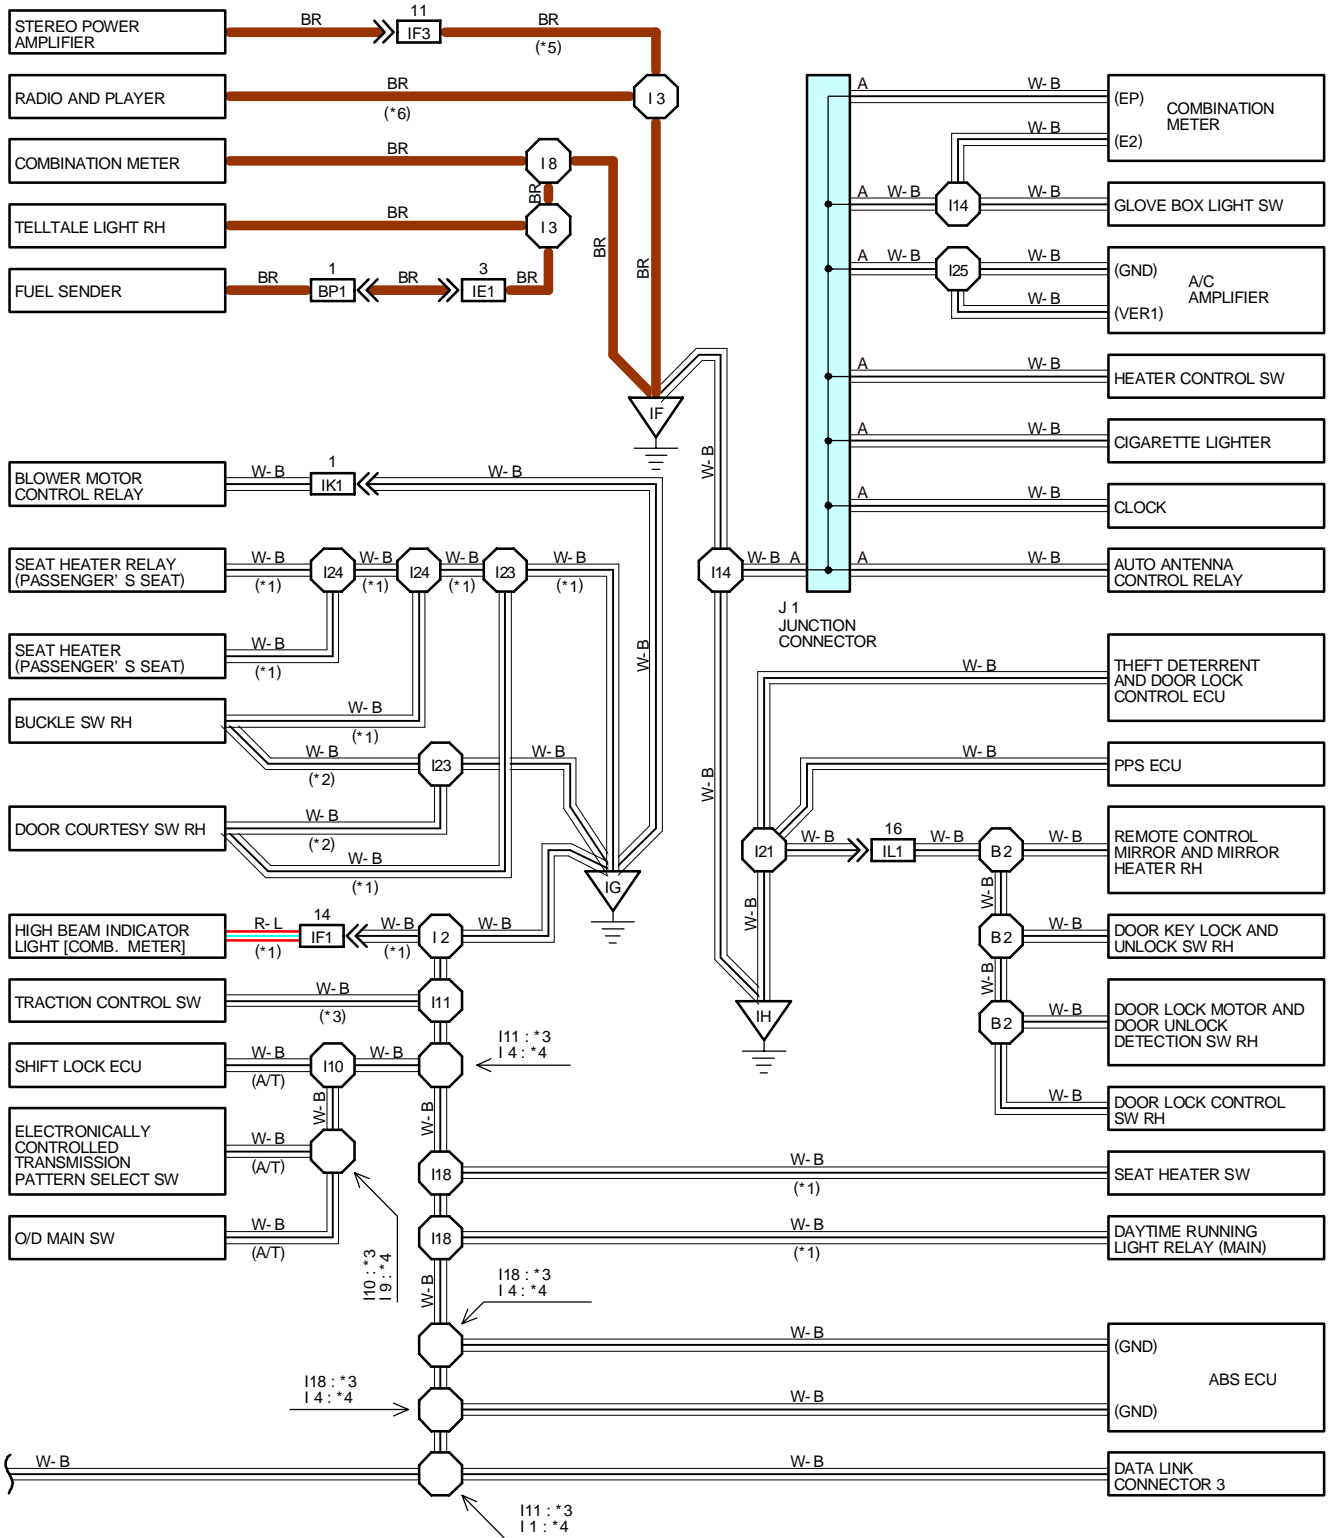 STEREO POWER
AMPLIFIER
BR
11
IF3
BR
(*5)
RADIO AND PLAYER
BR
(*6)
I 3
COMBINATION METER
BR
I 8
BR
TELLTALE LIGHT RH
BR
I 3
FUEL SENDER
BR
1
BP1
BR
3
IE1
BR
BR
BR
IF
BLOWER MOTOR
CONTROL RELAY
W-B
1
IK1
W-B
W-B
SEAT HEATER RELAY
(PASSENGER' S SEAT)
W-B
(*1)
I24
W-B
(*1)
I24
W-B
(*1)
I23
W-B
(*1)
SEAT HEATER
(PASSENGER' S SEAT)
W-B
(*1)
W-B
BUCKLE SW RH
W-B
(*1)
W-B
(*2)
I23
W-B
DOOR COURTESY SW RH
W-B
(*2)
W-B
(*1)
IG
HIGH BEAM INDICATOR
LIGHT [COMB. METER]
R-L
(*1)
14
IF1
W-B
(*1)
I 2
W-B
TRACTION CONTROL SW
W-B
(*3)
I11
SHIFT LOCK ECU
W-B
(A/T)
I10
W-B
I11 : *3
I 4 : *4
W-B
W-B
ELECTRONICALLY
CONTROLLED
TRANSMISSION
PATTERN SELECT SW
W-B
(A/T)
O/D MAIN SW
W-B
(A/T)
I10 : *3
I 9 : *4
I18
W-B
(*1)
SEAT HEATER SW
I18
W-B
(*1)
DAYTIME RUNNING
LIGHT RELAY (MAIN)
W-B
I18 : *3
I 4 : *4
W-B
(GND)
ABS ECU
I18 : *3
I 4 : *4
W-B
(GND)
W-B
W-B
DATA LINK
CONNECTOR 3
I11 : *3
I 1 : *4
A
W-B
(EP)
COMBINATION
METER
W-B
(E2)
A
W-B
I14
W-B
GLOVE BOX LIGHT SW
A
W-B
I25
W-B
(GND)
A/C
AMPLIFIER
W-B
(VER1)
A
W-B
HEATER CONTROL SW
A
W-B
CIGARETTE LIGHTER
A
W-B
CLOCK
W-B
I14
W-B
A
A
W-B
AUTO ANTENNA
CONTROL RELAY
J 1
JUNCTION
CONNECTOR
W-B
THEFT DETERRENT
AND DOOR LOCK
CONTROL ECU
W-B
W-B
PPS ECU
I21
W-B
16
IL1
W-B
B 2
W-B
REMOTE CONTROL
MIRROR AND MIRROR
HEATER RH
W-B
W-B
B 2
W-B
DOOR KEY LOCK AND
UNLOCK SW RH
W-B
IH
B 2
W-B
DOOR LOCK MOTOR AND
DOOR UNLOCK
DETECTION SW RH
W-B
DOOR LOCK CONTROL
SW RH